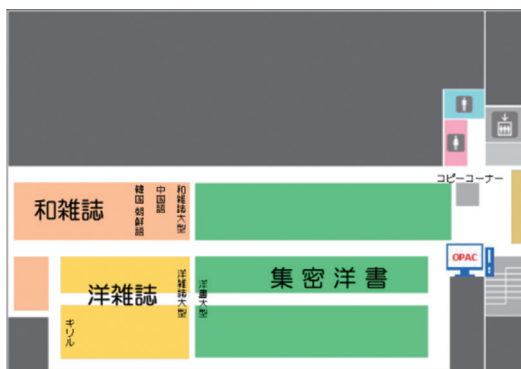 コピーコーナー
和雑誌
韓国・朝鮮語
中国語
和雑誌大型
OPAC
洋雑誌
キリル
洋雑誌大型
洋書大型
集密洋書